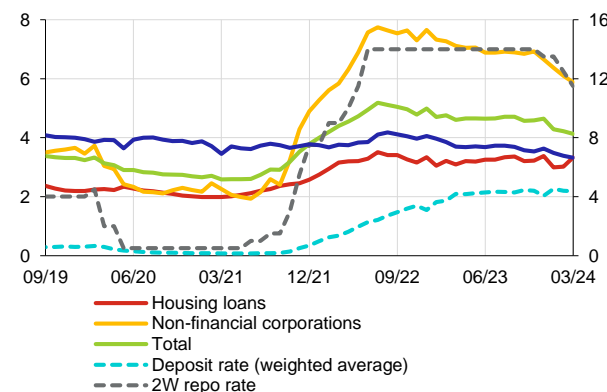 8 16
6 12
4 8
2 4
0 0
09/19 06/20 03/21 12/21 09/22 06/23 03/24
Housing loans
Non-financial corporations
Total
Deposit rate (weighted average)
2W repo rate